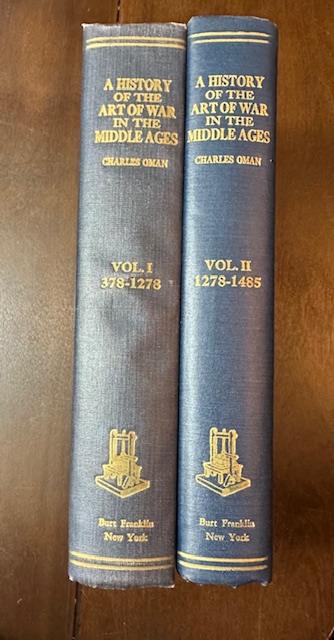 A HISTORY
OF THE
ART OF WAR
IN THE
MIDDLE AGES
CHARLES OMAN
VOL. I
378-1278
Burt Franklin
New York
A HISTORY
OF THE
ART OF WAR
IN THE
MIDDLE AGES
CHARLES OMAN
VOL. II
1278-1485
Burt Franklin
New York